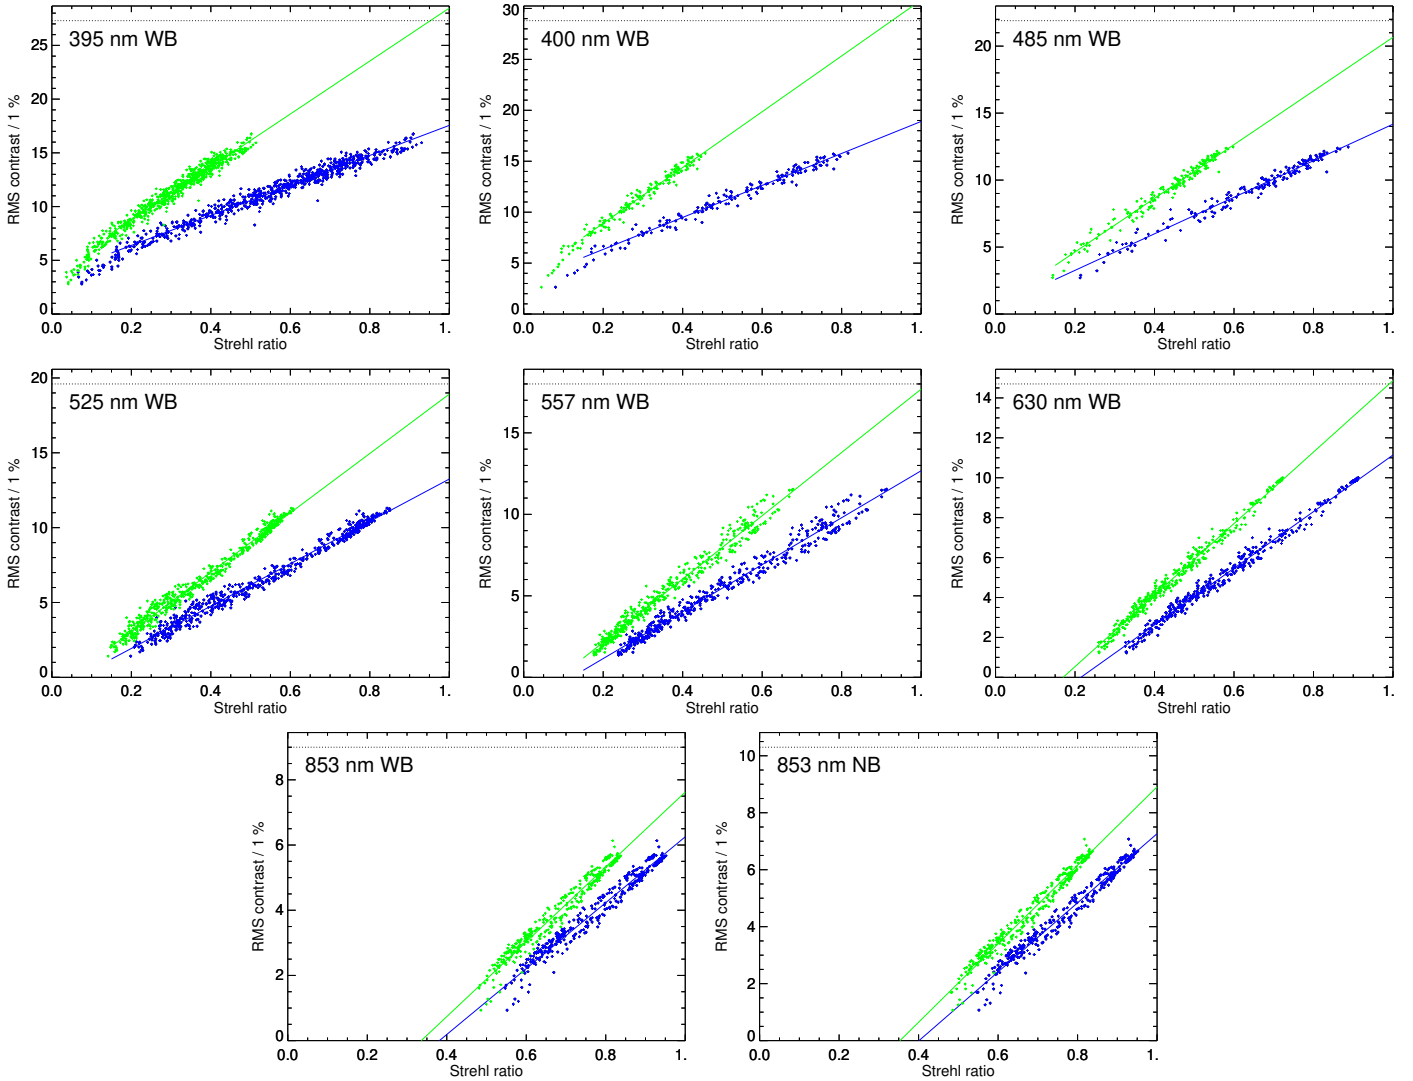 395 nm WB
RMS contrast / 1 %
25
20
15
10
5
0
0.0 0.2 0.4 0.6 0.8 1.
Strehl ratio
400 nm WB
RMS contrast / 1 %
30
25
20
15
10
5
0
0.0 0.2 0.4 0.6 0.8 1.
Strehl ratio
485 nm WB
RMS contrast / 1 %
20
15
10
5
0
0.0 0.2 0.4 0.6 0.8 1.
Strehl ratio
525 nm WB
RMS contrast / 1 %
20
15
10
5
0
0.0 0.2 0.4 0.6 0.8 1.
Strehl ratio
557 nm WB
RMS contrast / 1 %
15
10
5
0
0.0 0.2 0.4 0.6 0.8 1.
Strehl ratio
630 nm WB
RMS contrast / 1 %
14
12
10
8
6
4
2
0
0.0 0.2 0.4 0.6 0.8 1.
Strehl ratio
853 nm WB
RMS contrast / 1 %
8
6
4
2
0
0.0 0.2 0.4 0.6 0.8 1.
Strehl ratio
853 nm NB
RMS contrast / 1 %
10
8
6
4
2
0
0.0 0.2 0.4 0.6 0.8 1.
Strehl ratio